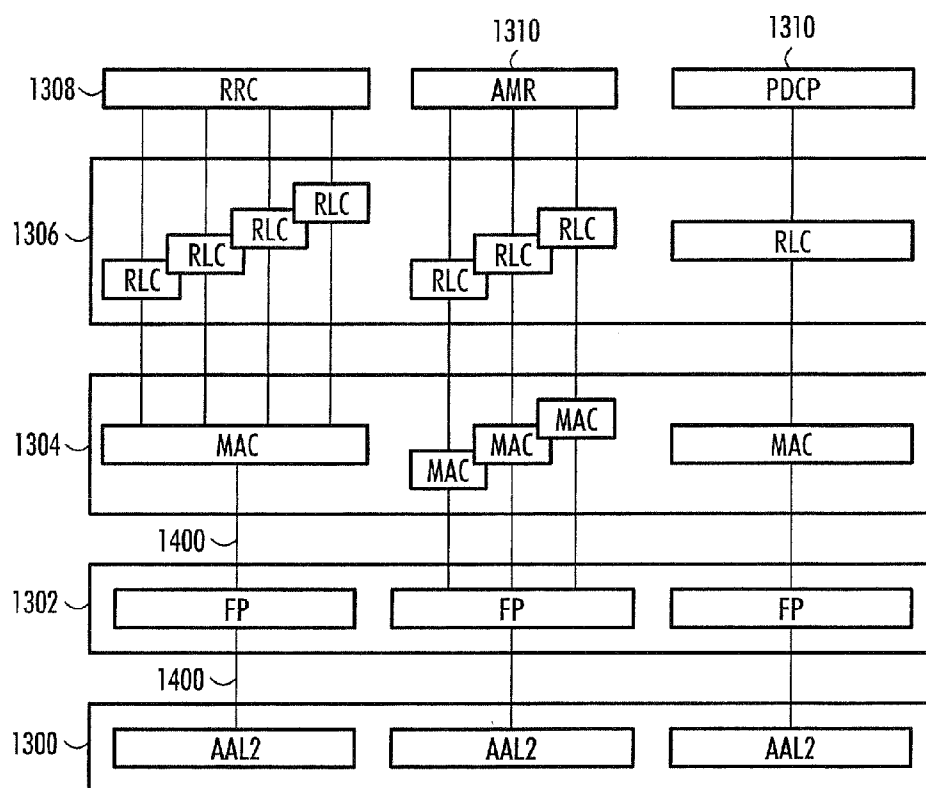 1310 1310
1308 RRC AMR PDCP
RLC
RLC RLC
1306 RLC RLC RLC
RLC RLC
MAC
1304 MAC MAC MAC
MAC
1400
1302 FP FP FP
1400
1300 AAL2 AAL2 AAL2